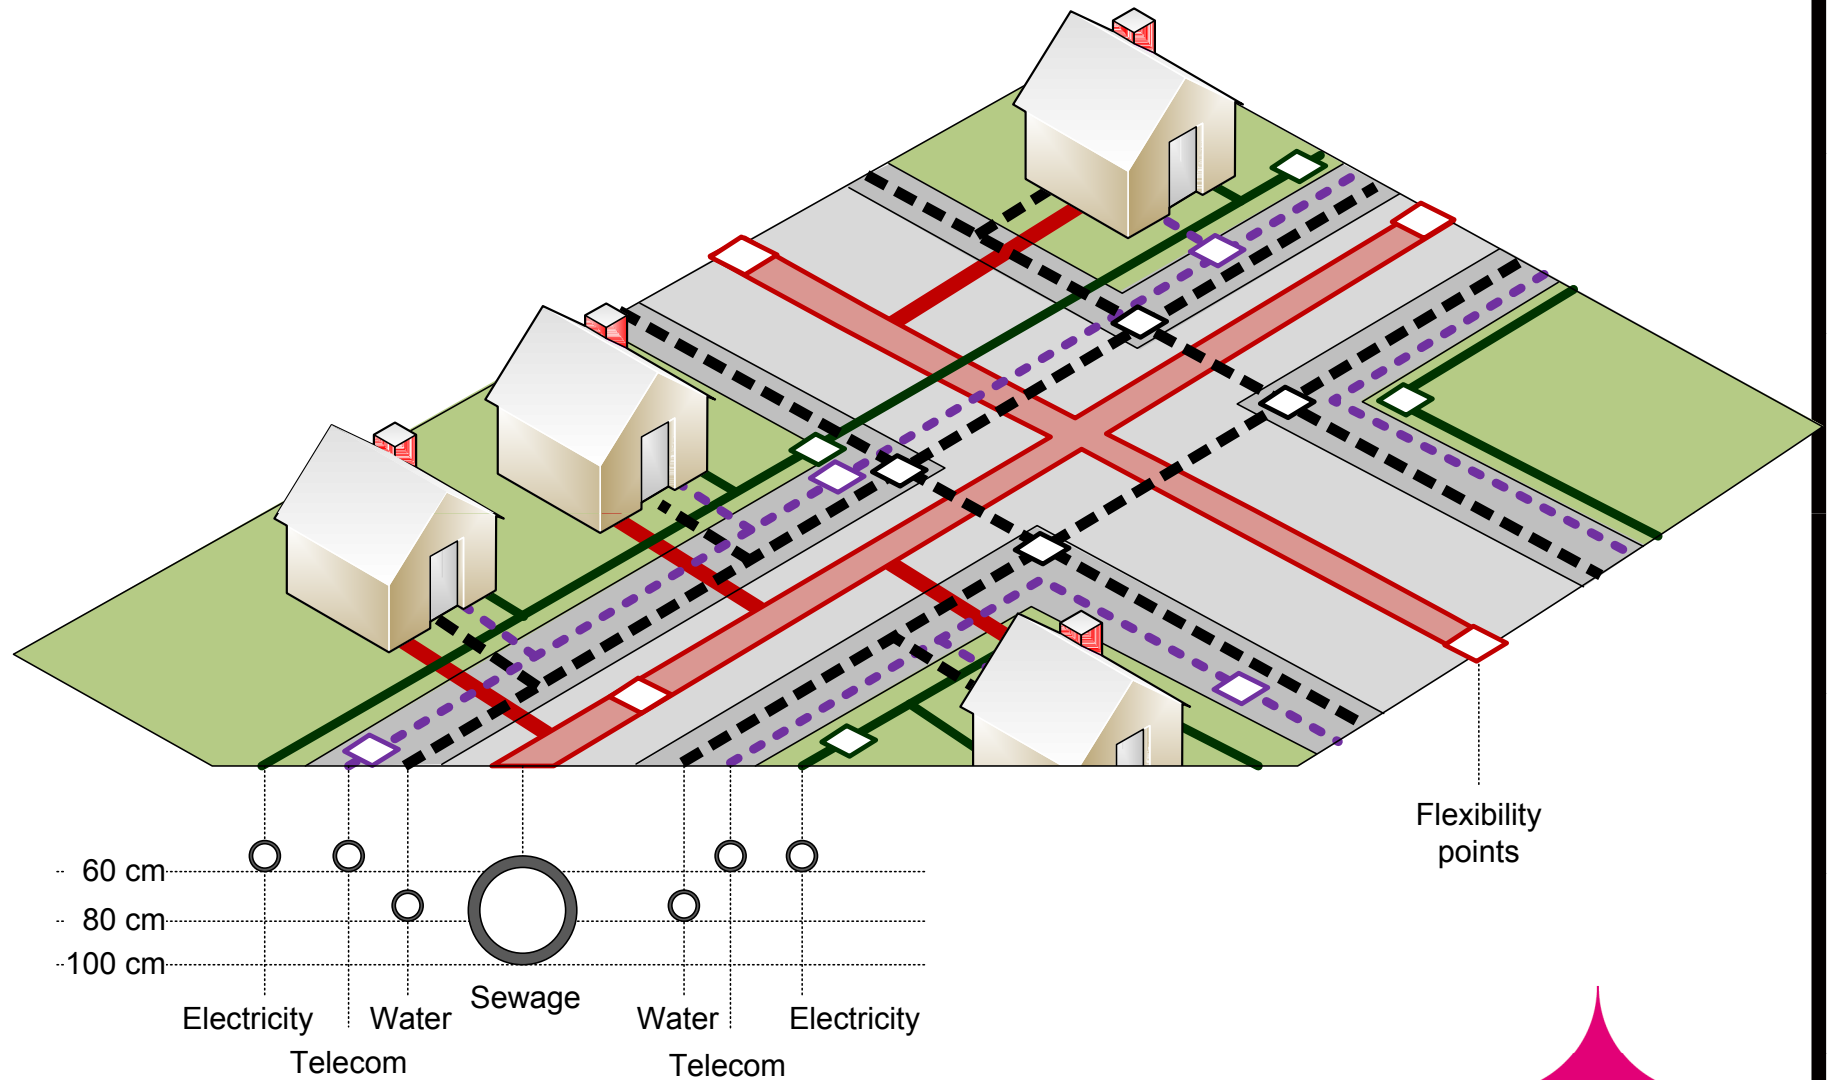 Flexibility
points
60 cm
80 cm
100 cm
Sewage
Electricity
Water
Water
Electricity
Telecom
Telecom